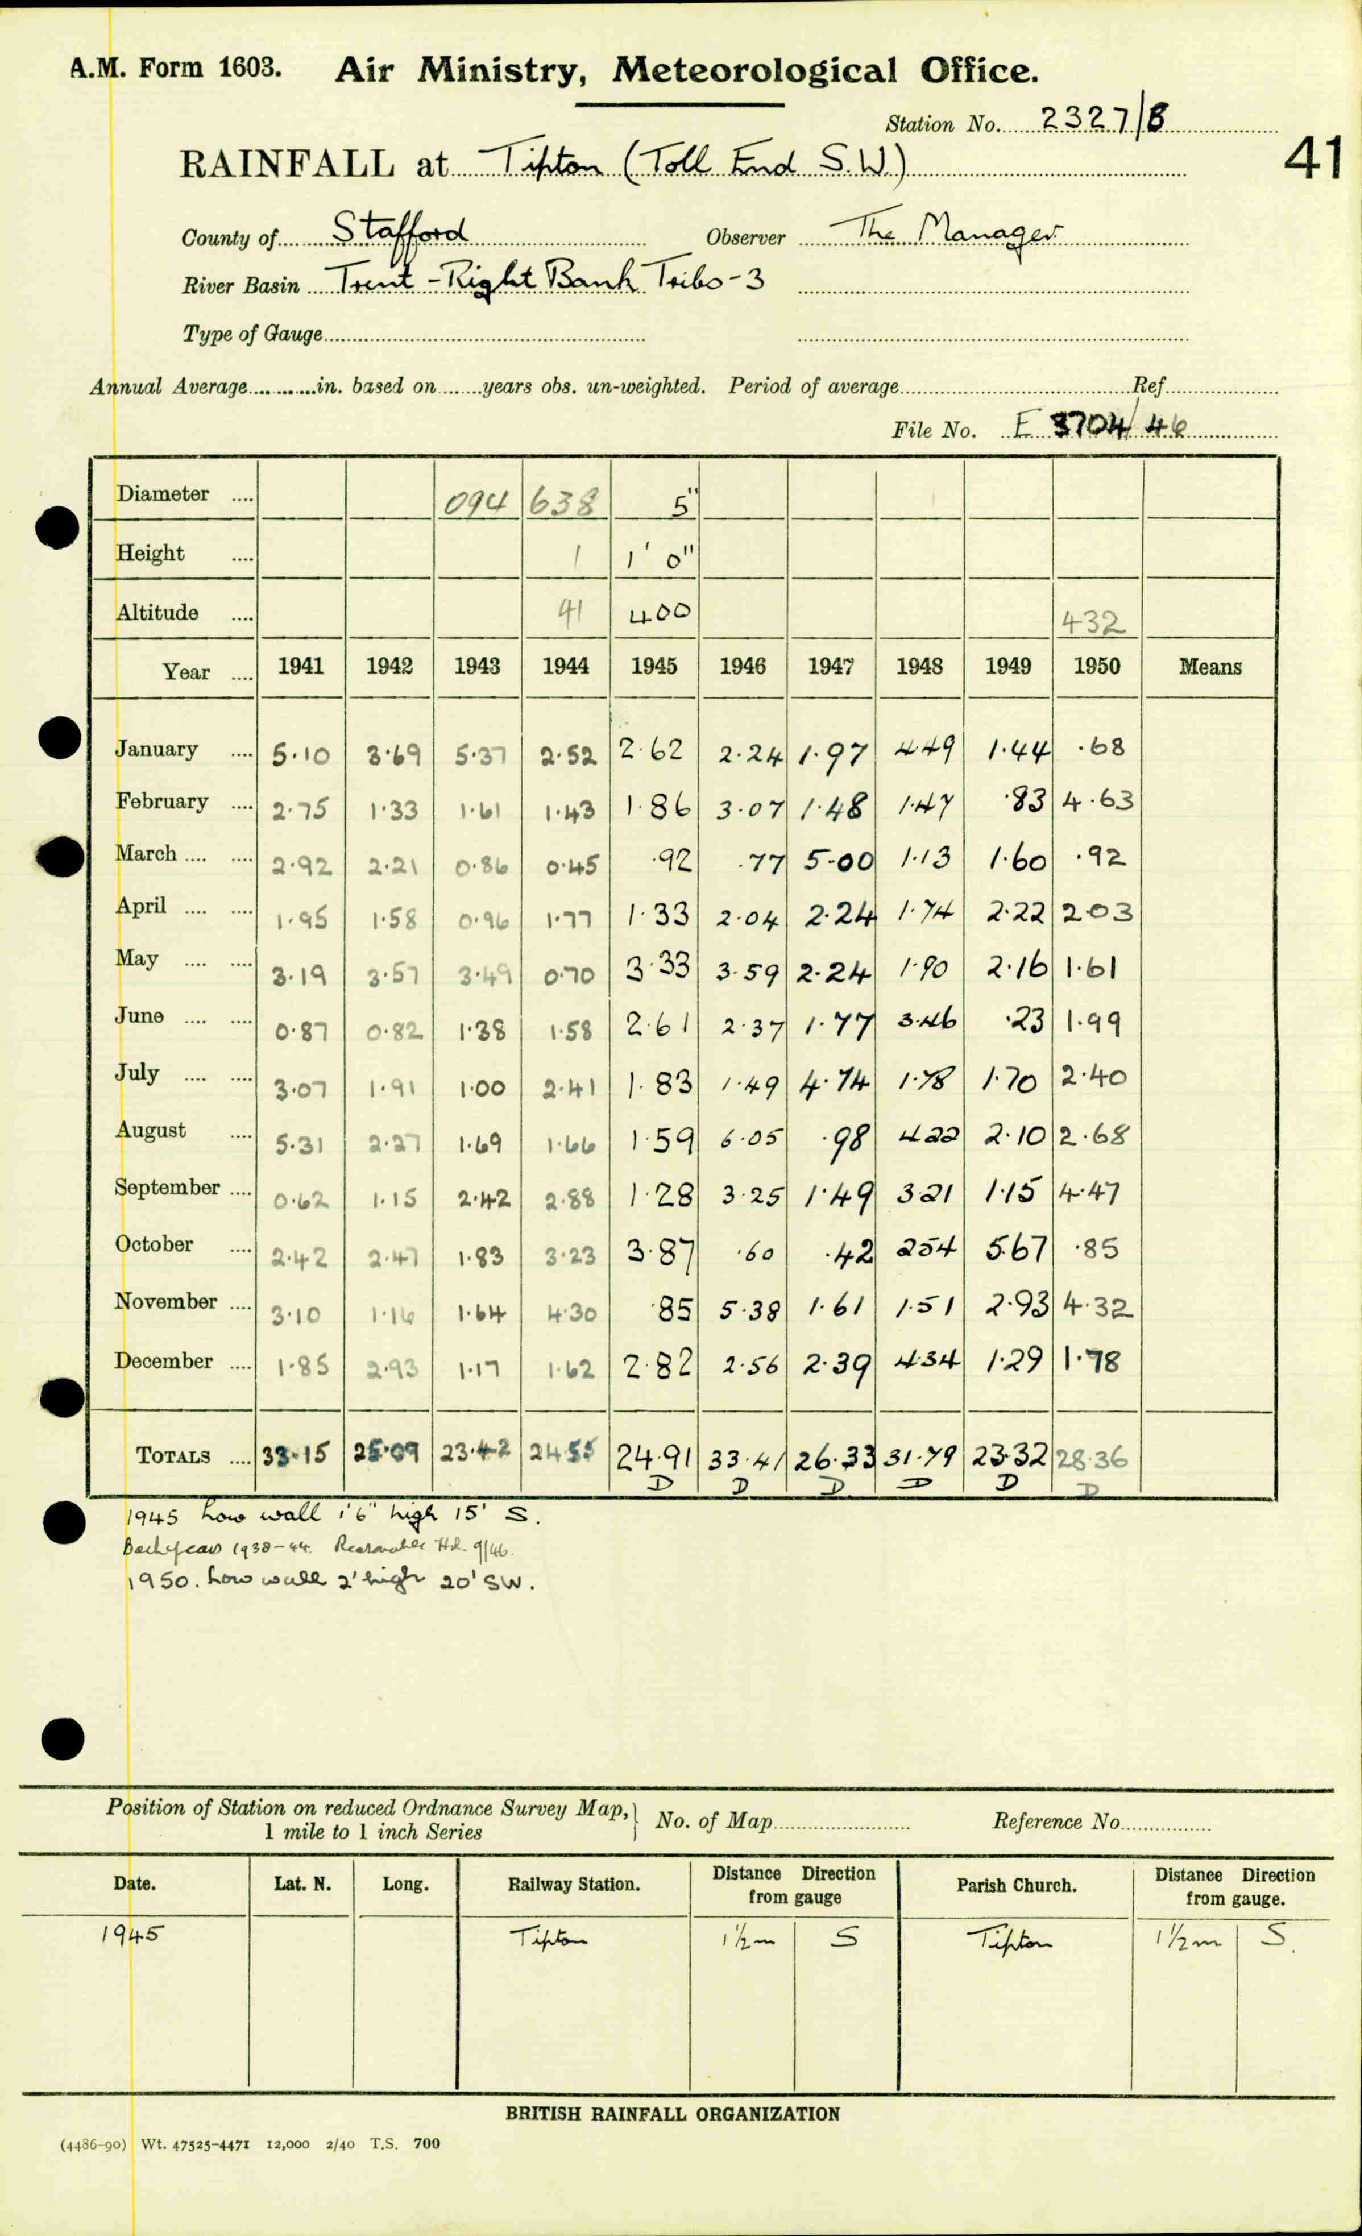 A.M. Form 1603. Air Ministry, Meteorological Office.
Station No. 2327/8
41
RAINFALL at Tipton (Toll End S.W.)
County of Stafford Observer The Manager
River Basin Trent - Right Bank Tribs - 3
Type of Gauge
Annual Average in. based on years obs. un-weighted. Period of average Ref
File No. E 3704/46
Diameter 094 638 5"
Height 1 1' 0"
Altitude 41 400 432
Year 1941 1942 1943 1944 1945 1946 1947 1948 1949 1950 Means
January 5.10 3.69 5.37 2.52 2.62 2.24 1.97 4.49 1.44 .68
February 2.75 1.33 1.61 1.43 1.86 3.07 1.48 1.47 .83 4.63
March 2.92 2.21 0.86 0.45 .92 .77 5.00 1.13 1.60 .92
April 1.95 1.58 0.96 1.77 1.33 2.04 2.24 1.74 2.22 2.03
May 3.19 3.57 3.49 0.70 3.33 3.59 2.24 1.90 2.16 1.61
June 0.87 0.82 1.38 1.58 2.61 2.37 1.77 3.46 .23 1.99
July 3.07 1.91 1.00 2.41 1.83 1.49 4.74 1.78 1.70 2.40
August 5.31 2.27 1.69 1.66 1.59 6.05 .98 4.22 2.10 2.68
September 0.62 1.15 2.42 2.88 1.28 3.25 1.49 3.21 1.15 4.47
October 2.42 2.47 1.83 3.23 3.87 .60 .42 2.54 5.67 .85
November 3.10 1.16 1.64 4.30 .85 5.38 1.61 1.51 2.93 4.32
December 1.85 2.93 1.17 1.62 2.82 2.56 2.39 4.34 1.29 1.78
TOTALS 33.15 25.09 23.42 24.55 24.91 33.41 26.33 31.79 23.32 28.36
D D D D D D
1945 Low wall 1'6" high 15' S.
Back years 1938-44. Reasonable Hd. 9/46.
1950. Low wall 2' high 20' SW.
Position of Station on reduced Ordnance Survey Map, No. of Map Reference No
1 mile to 1 inch Series
Date. Lat. N. Long. Railway Station. Distance Direction from gauge Parish Church. Distance Direction from gauge.
1945 Tipton 1½m S Tipton 1½m S.
BRITISH RAINFALL ORGANIZATION
(4486-90) Wt. 47525-4471 12,000 2/40 T.S. 700